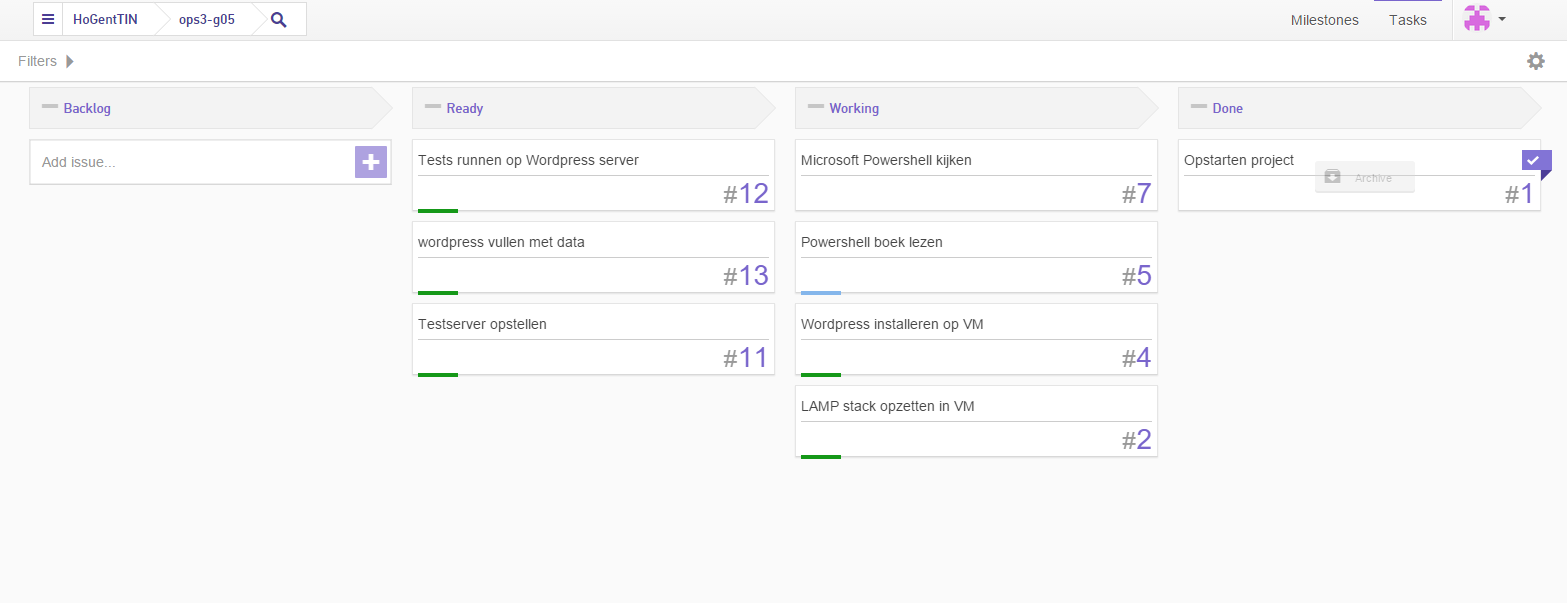 HoGentTIN ops3-g05 Milestones Tasks
Filters
Backlog
Add issue...
Ready
Tests runnen op Wordpress server
#12
wordpress vullen met data
#13
Testserver opstellen
#11
Working
Microsoft Powershell kijken
#7
Powershell boek lezen
#5
Wordpress installeren op VM
#4
LAMP stack opzetten in VM
#2
Done
Opstarten project
Archive
#1